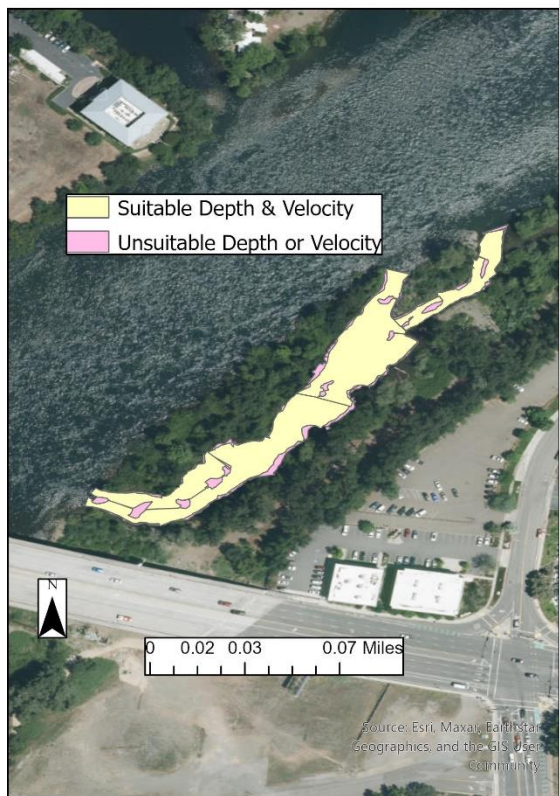 Suitable Depth & Velocity
Unsuitable Depth or Velocity
N
0 0.02 0.03 0.07 Miles
Source: Esri, Maxar, Earthstar
Geographics, and the GIS User
Community